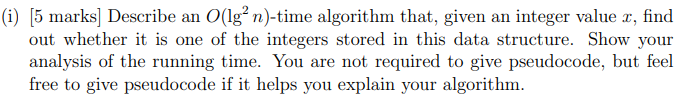 (i) [5 marks] Describe an O(lg² n)-time algorithm that, given an integer value x, find
out whether it is one of the integers stored in this data structure. Show your
analysis of the running time. You are not required to give pseudocode, but feel
free to give pseudocode if it helps you explain your algorithm.